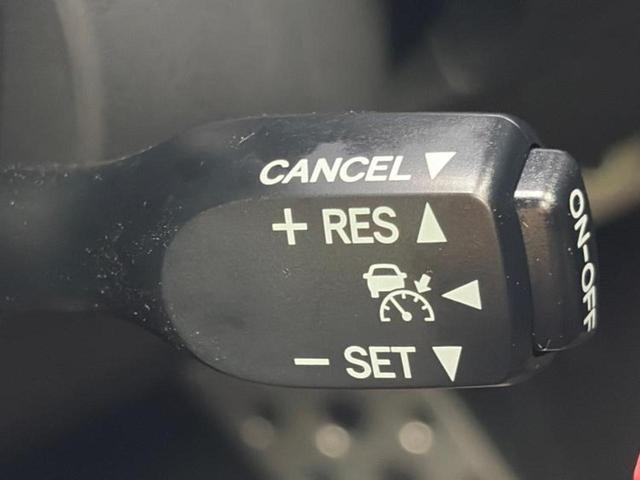 CANCEL ▼
+ RES ▲
◀
− SET ▼
ON-OFF